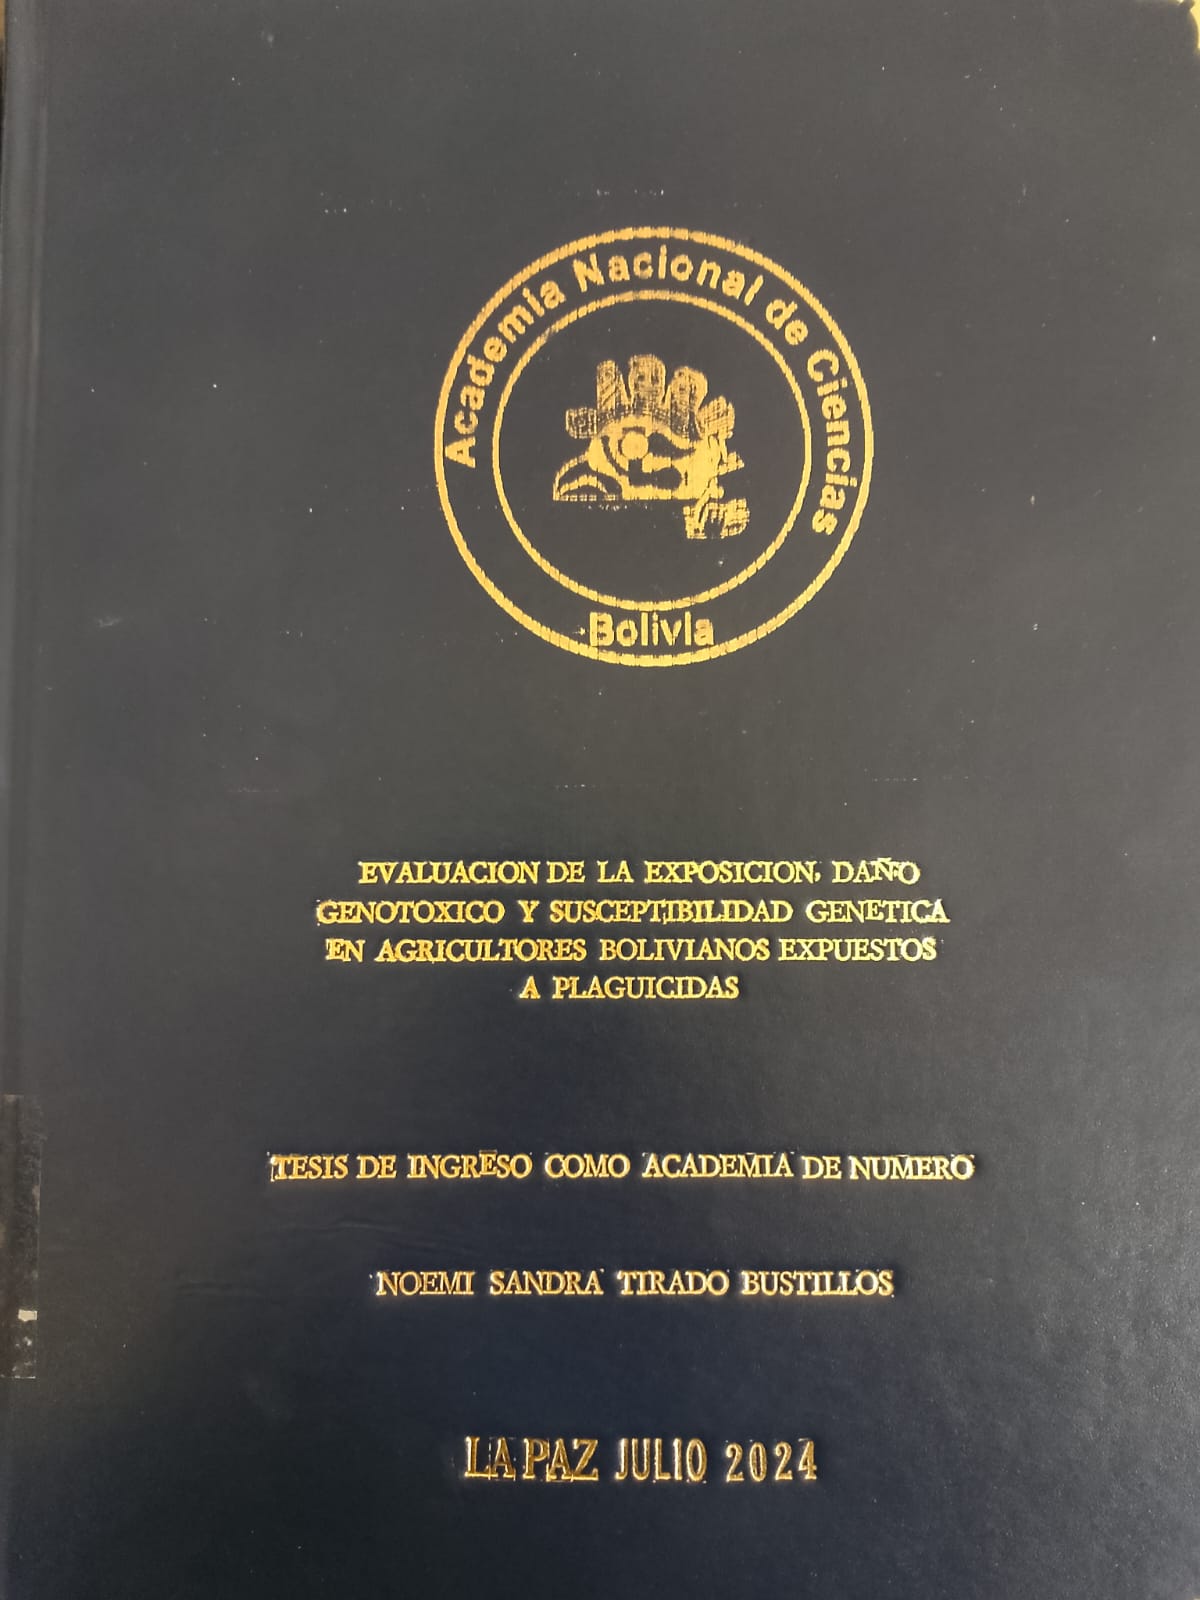 Academia Nacional de Ciencias
Bolivia
EVALUACION DE LA EXPOSICION, DAÑO
GENOTOXICO Y SUSCEPTIBILIDAD GENETICA
EN AGRICULTORES BOLIVIANOS EXPUESTOS
A PLAGUICIDAS
TESIS DE INGRESO COMO ACADEMIA DE NUMERO
NOEMI SANDRA TIRADO BUSTILLOS
LA PAZ JULIO 2024